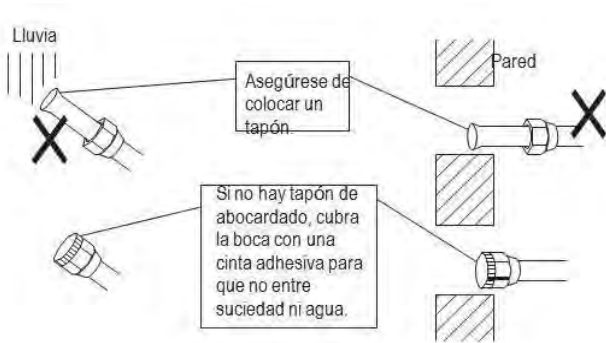 Lluvia
Asegúrese de
colocar un
tapón.
Pared
Si no hay tapón de
abocardado, cubra
la boca con una
cinta adhesiva para
que no entre
suciedad ni agua.